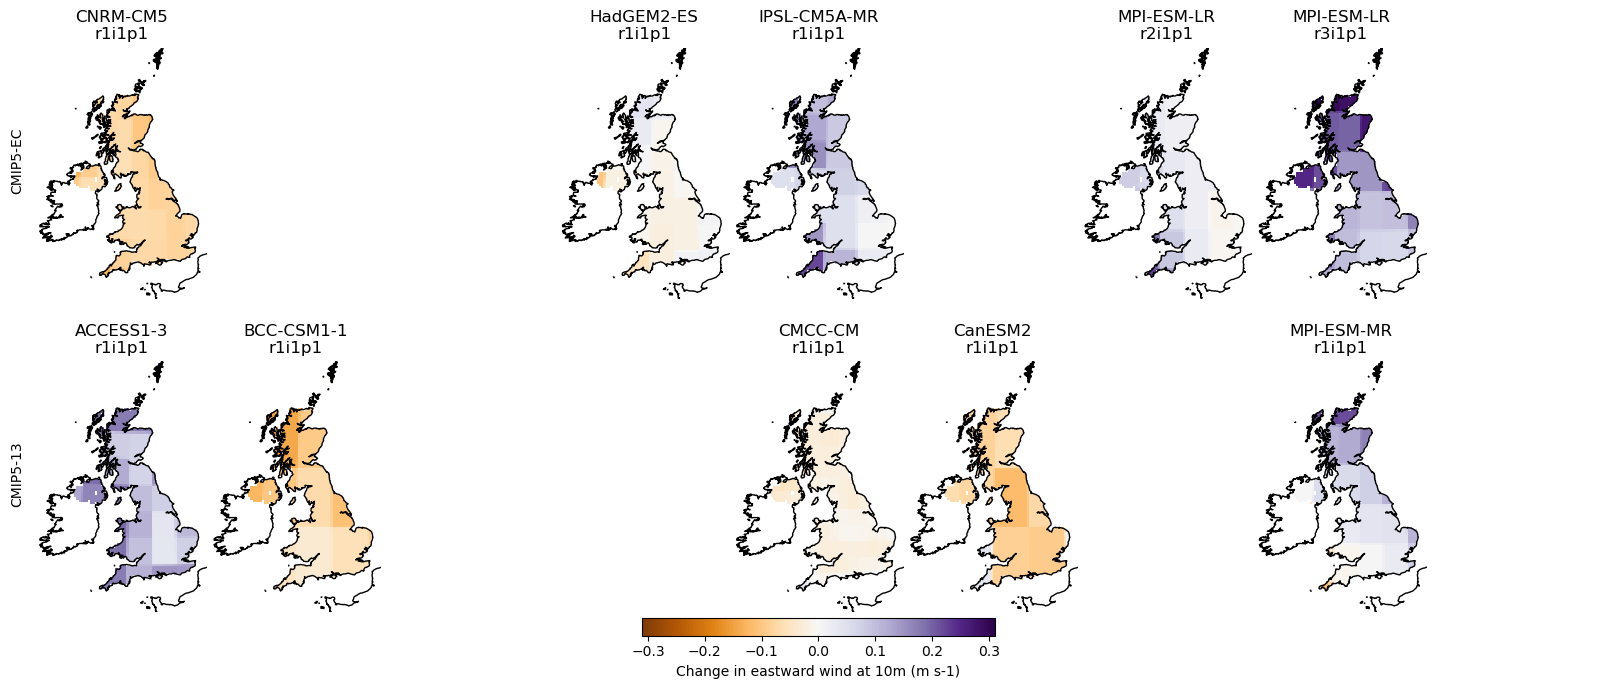 CNRM-CM5
r1i1p1
HadGEM2-ES
r1i1p1
IPSL-CM5A-MR
r1i1p1
MPI-ESM-LR
r2i1p1
MPI-ESM-LR
r3i1p1
CMIP5-EC
ACCESS1-3
r1i1p1
BCC-CSM1-1
r1i1p1
CMCC-CM
r1i1p1
CanESM2
r1i1p1
MPI-ESM-MR
r1i1p1
CMIP5-13
−0.3 −0.2 −0.1 0.0 0.1 0.2 0.3
Change in eastward wind at 10m (m s-1)